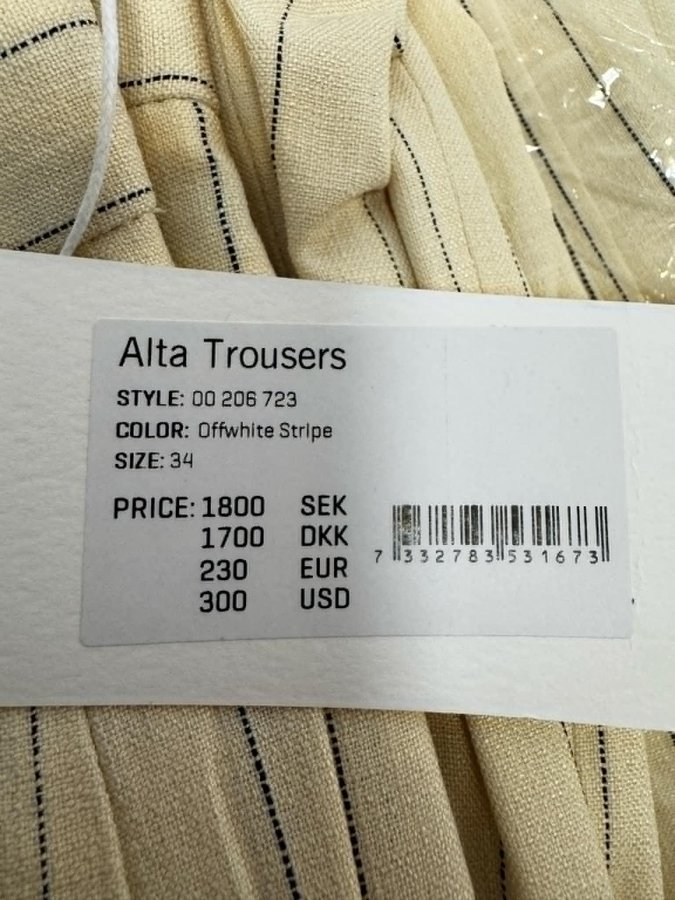 Alta Trousers
STYLE: 00 206 723
COLOR: Offwhite Stripe
SIZE: 34
PRICE: 1800 SEK
1700 DKK
230 EUR
300 USD
7 332783 531673